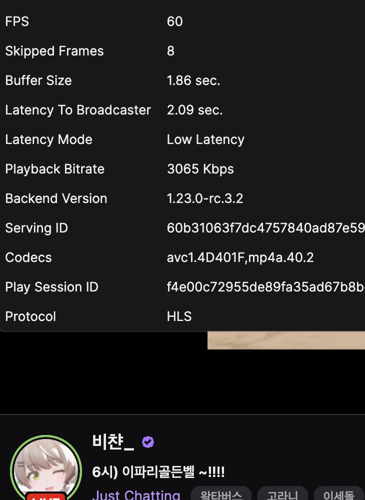 FPS 60
Skipped Frames 8
Buffer Size 1.86 sec.
Latency To Broadcaster 2.09 sec.
Latency Mode Low Latency
Playback Bitrate 3065 Kbps
Backend Version 1.23.0-rc.3.2
Serving ID 60b31063f7dc4757840ad87e59
Codecs avc1.4D401F,mp4a.40.2
Play Session ID f4e00c72955de89fa35ad67b8b
Protocol HLS
비챤_
6시) 이파리골든벨 ~!!!!
Just Chatting 왁타버스 고라니 이세돌